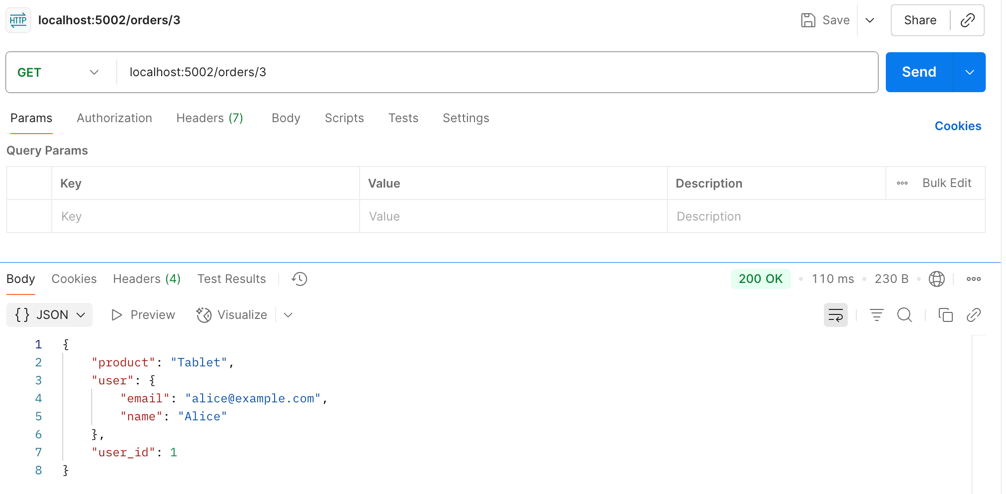 HTTP localhost:5002/orders/3 Save Share
GET localhost:5002/orders/3 Send
Params Authorization Headers (7) Body Scripts Tests Settings Cookies
Query Params
Key Value Description Bulk Edit
Key Value Description
Body Cookies Headers (4) Test Results 200 OK 110 ms 230 B
{} JSON Preview Visualize
1 {
2 "product": "Tablet",
3 "user": {
4 "email": "alice@example.com",
5 "name": "Alice"
6 },
7 "user_id": 1
8 }